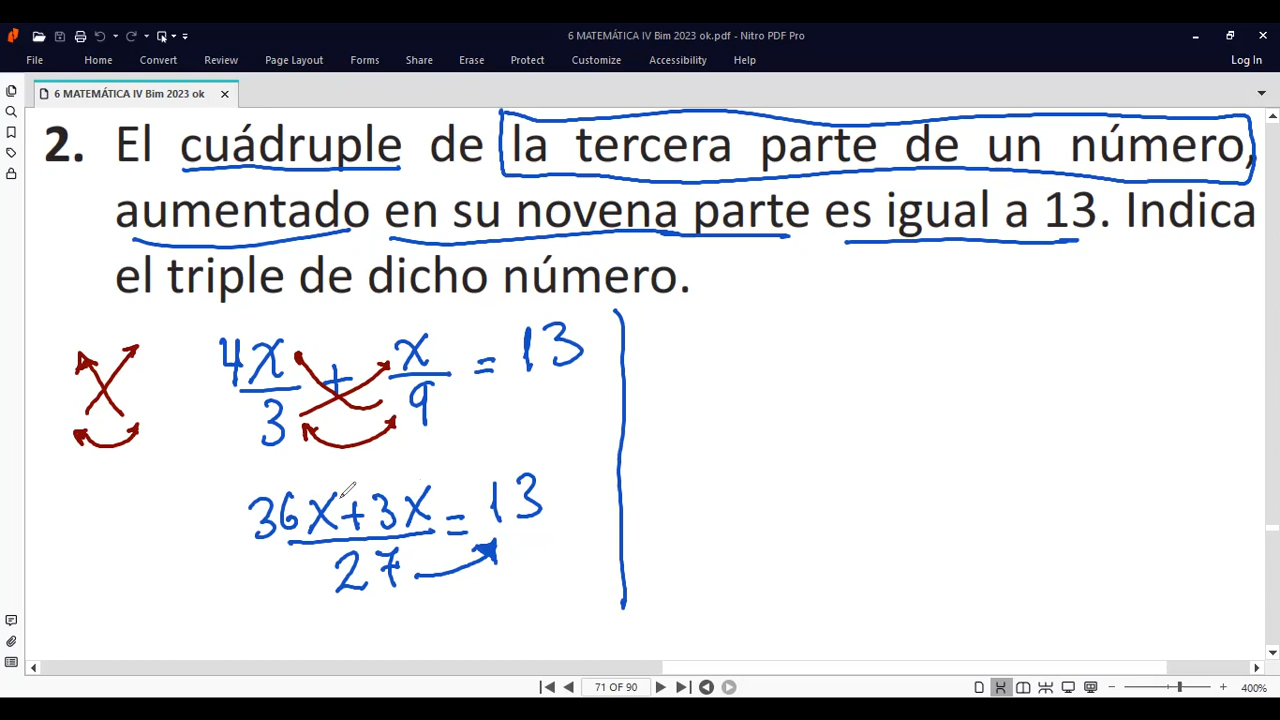 6 MATEMÁTICA IV Bim 2023 ok.pdf - Nitro PDF Pro
File Home Convert Review Page Layout Forms Share Erase Protect Customize Accessibility Help Log In
6 MATEMÁTICA IV Bim 2023 ok
2. El cuádruple de la tercera parte de un número,
aumentado en su novena parte es igual a 13. Indica
el triple de dicho número.
4x/3 + x/9 = 13
36x+3x/27 = 13
71 OF 90
400%